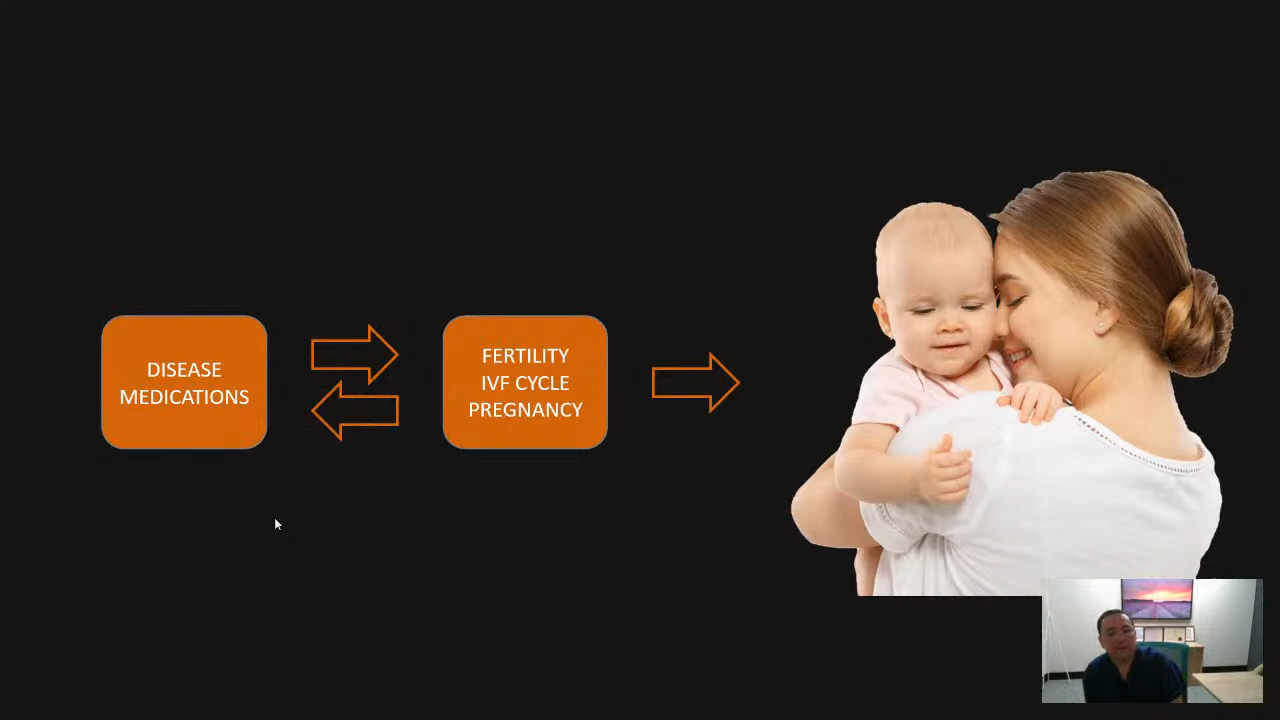 DISEASE
MEDICATIONS
FERTILITY
IVF CYCLE
PREGNANCY